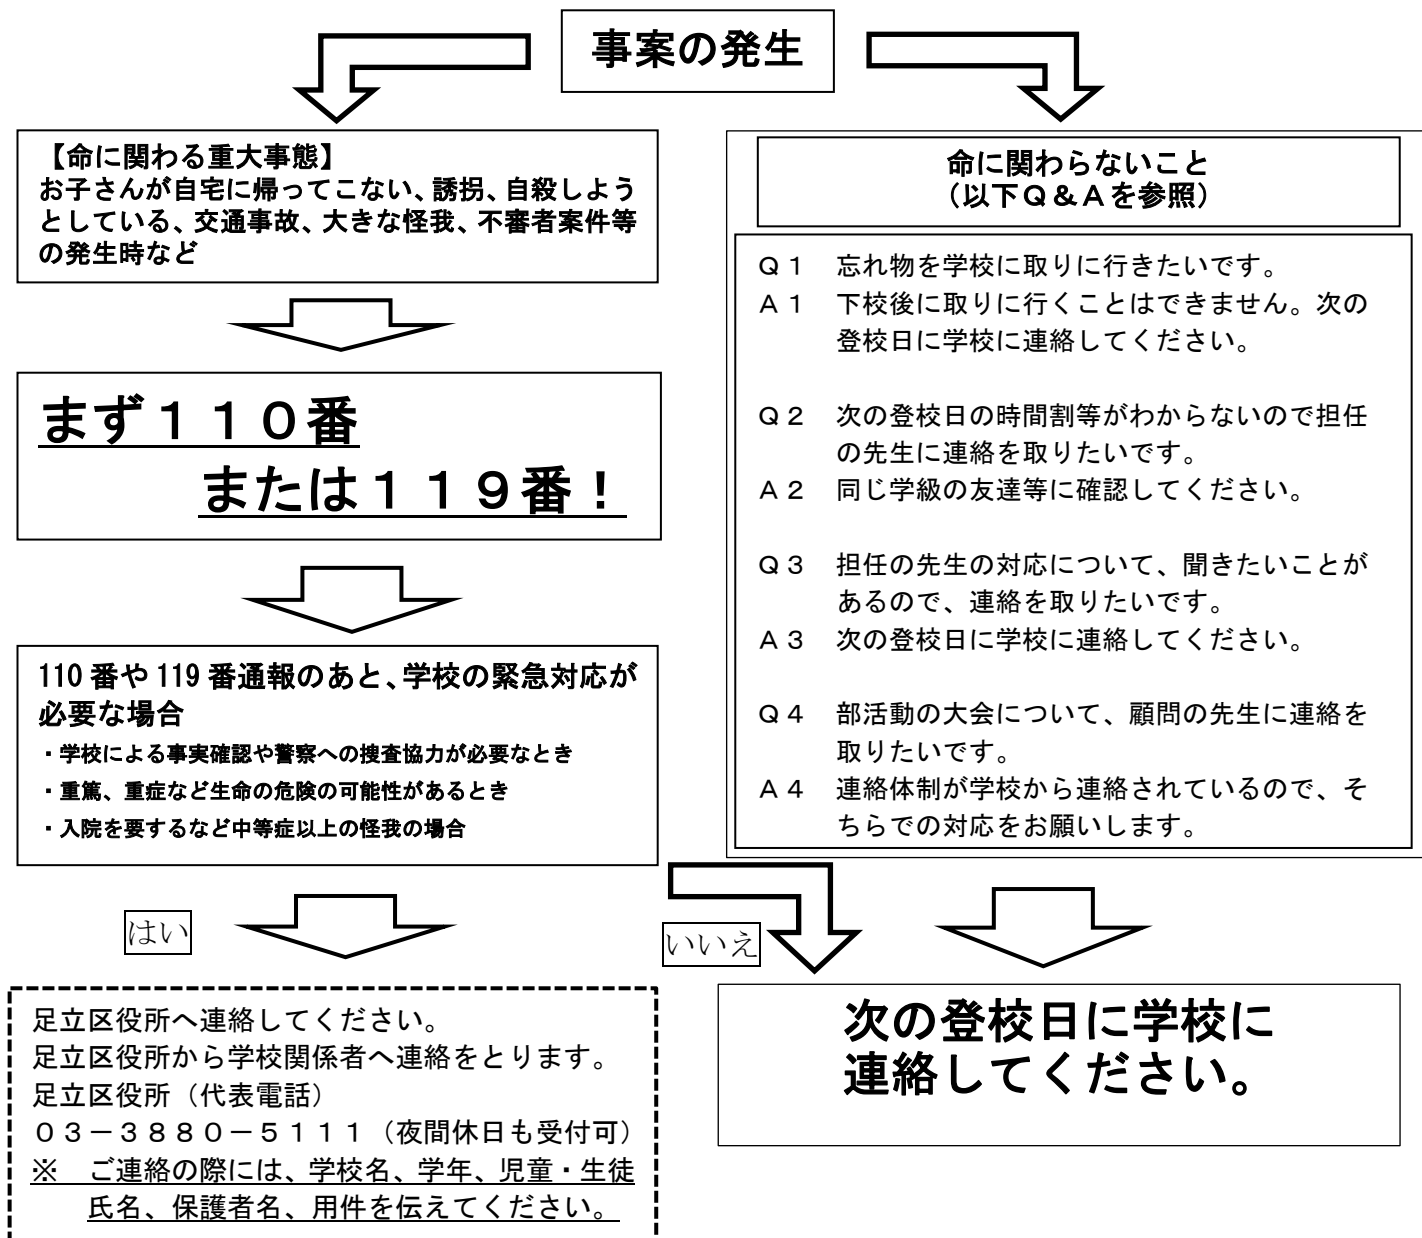 事案の発生
【命に関わる重大事態】
お子さんが自宅に帰ってこない、誘拐、自殺しよう
としている、交通事故、大きな怪我、不審者案件等
の発生時など
まず１１０番
または１１９番！
110番や119番通報のあと、学校の緊急対応が
必要な場合
・学校による事実確認や警察への捜査協力が必要なとき
・重篤、重症など生命の危険の可能性があるとき
・入院を要するなど中等症以上の怪我の場合
はい
足立区役所へ連絡してください。
足立区役所から学校関係者へ連絡をとります。
足立区役所（代表電話）
０３－３８８０－５１１１（夜間休日も受付可）
※　ご連絡の際には、学校名、学年、児童・生徒
氏名、保護者名、用件を伝えてください。
命に関わらないこと
（以下Ｑ＆Ａを参照）
Ｑ１　忘れ物を学校に取りに行きたいです。
Ａ１　下校後に取りに行くことはできません。次の
登校日に学校に連絡してください。
Ｑ２　次の登校日の時間割等がわからないので担任
の先生に連絡を取りたいです。
Ａ２　同じ学級の友達等に確認してください。
Ｑ３　担任の先生の対応について、聞きたいことが
あるので、連絡を取りたいです。
Ａ３　次の登校日に学校に連絡してください。
Ｑ４　部活動の大会について、顧問の先生に連絡を
取りたいです。
Ａ４　連絡体制が学校から連絡されているので、そ
ちらでの対応をお願いします。
いいえ
次の登校日に学校に
連絡してください。